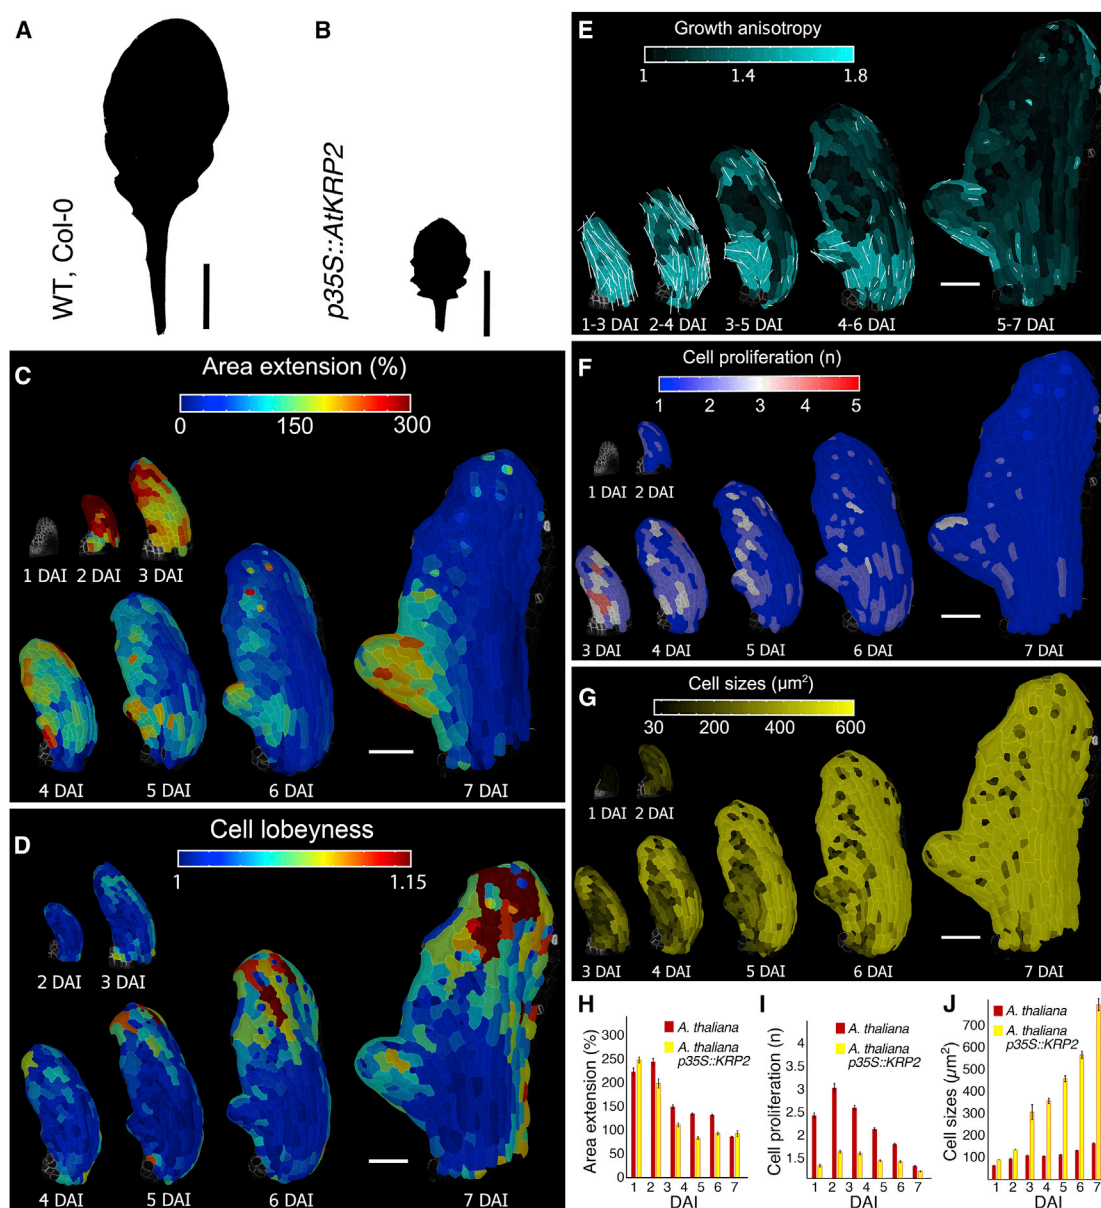 A
WT, Col-0
B
p35S::AtKRP2
C
Area extension (%)
0 150 300
1 DAI 2 DAI 3 DAI
4 DAI 5 DAI 6 DAI 7 DAI
D
Cell lobeyness
1 1.15
2 DAI 3 DAI
4 DAI 5 DAI 6 DAI 7 DAI
E
Growth anisotropy
1 1.4 1.8
1-3 DAI 2-4 DAI 3-5 DAI 4-6 DAI 5-7 DAI
F
Cell proliferation (n)
1 2 3 4 5
1 DAI 2 DAI
3 DAI 4 DAI 5 DAI 6 DAI 7 DAI
G
Cell sizes (µm²)
30 200 400 600
1 DAI 2 DAI
3 DAI 4 DAI 5 DAI 6 DAI 7 DAI
H
A. thaliana
A. thaliana
p35S::KRP2
Area extension (%)
300
250
200
150
100
50
0
1 2 3 4 5 6 7
DAI
I
A. thaliana
A. thaliana
p35S::KRP2
Cell proliferation (n)
4
3.5
3
2.5
2
1.5
1 2 3 4 5 6 7
DAI
J
A. thaliana
A. thaliana
p35S::KRP2
Cell sizes (µm²)
700
600
500
400
300
200
100
1 2 3 4 5 6 7
DAI